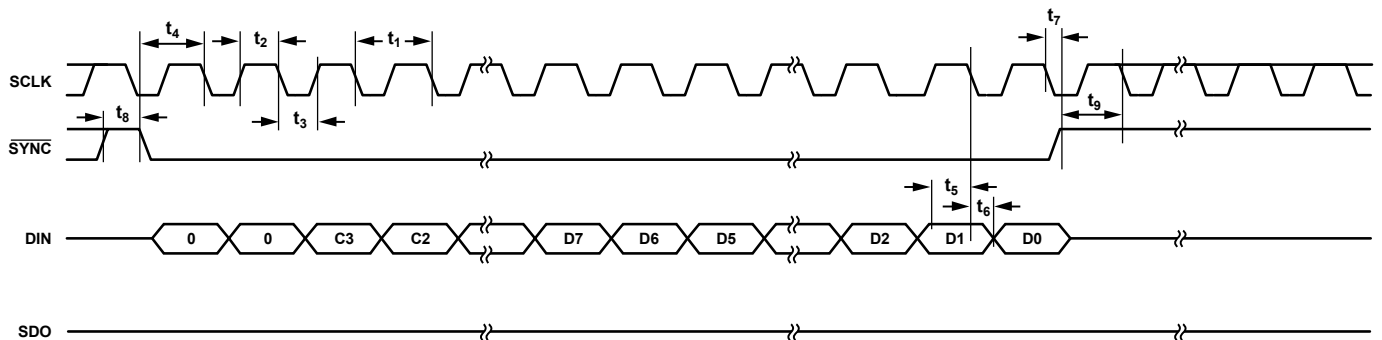 t4
t2
t1
t7
SCLK
t8
t3
t9
SYNC
t5
t6
DIN
0
0
C3
C2
D7
D6
D5
D2
D1
D0
SDO